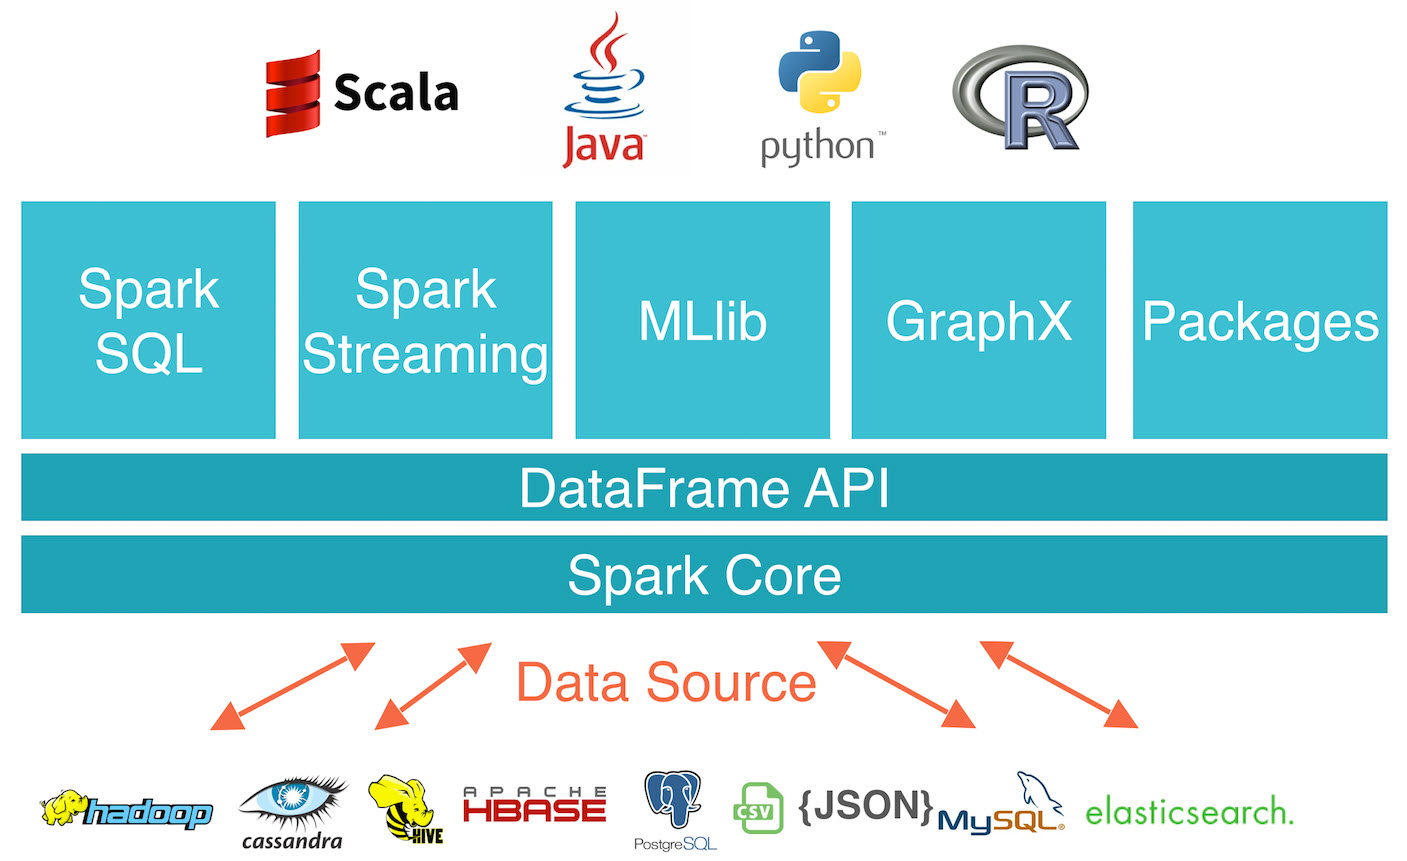 Scala
Java™
python™
R
Spark
SQL
Spark
Streaming
MLlib
GraphX
Packages
DataFrame API
Spark Core
Data Source
hadoop
cassandra
HIVE
APACHE
HBASE
PostgreSQL
CSV
{JSON}
MySQL®
elasticsearch.